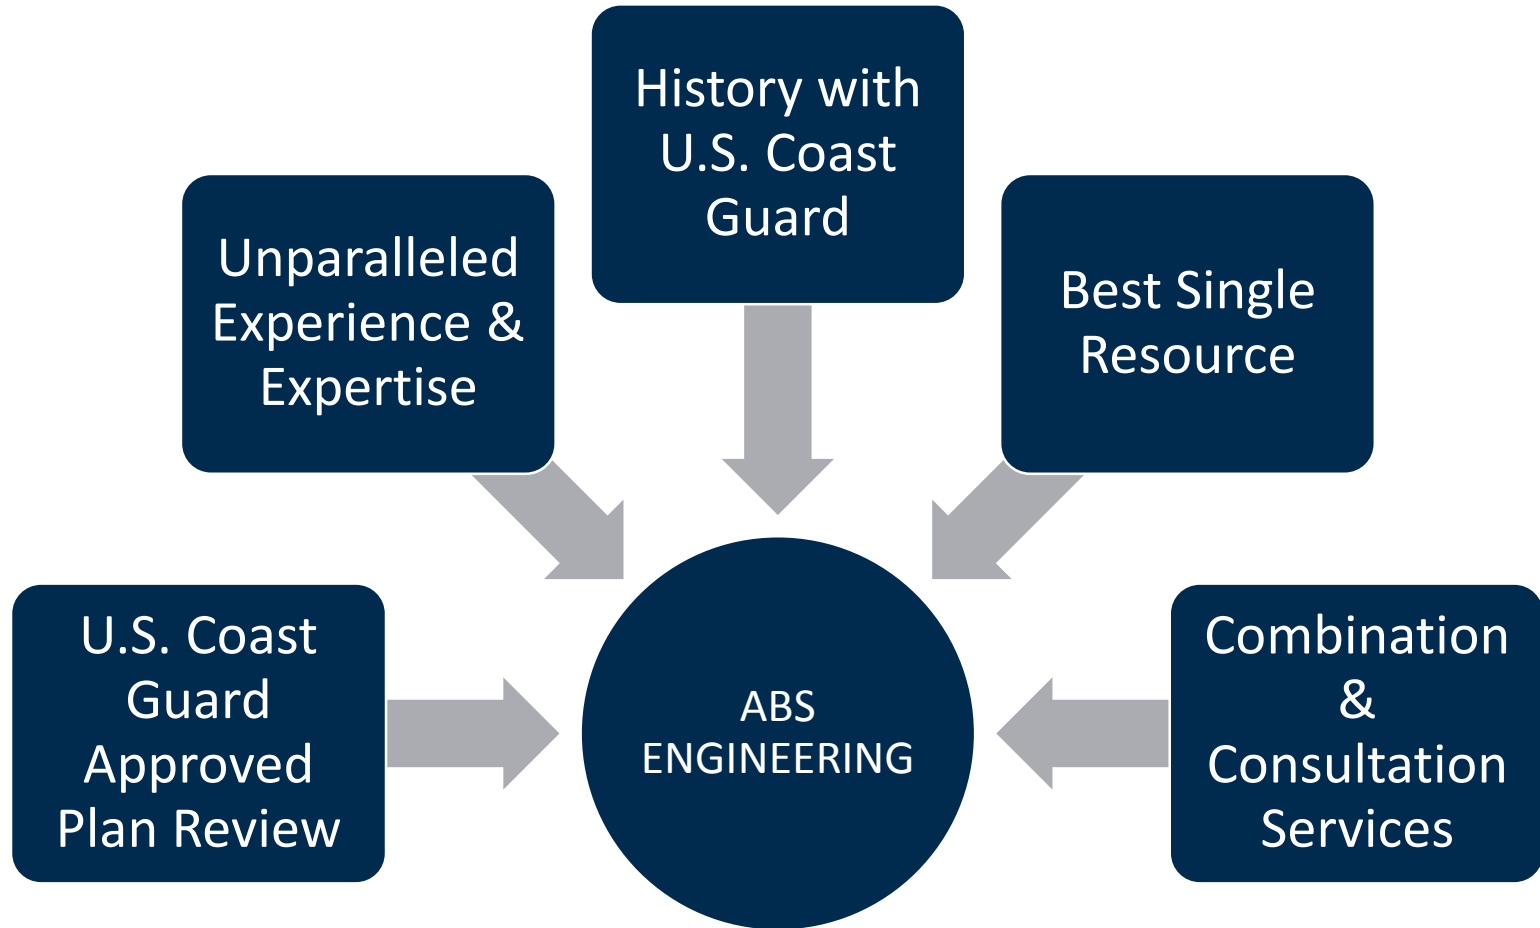 History with
U.S. Coast
Guard
Unparalleled
Experience &
Expertise
Best Single
Resource
U.S. Coast
Guard
Approved
Plan Review
ABS
ENGINEERING
Combination
&
Consultation
Services